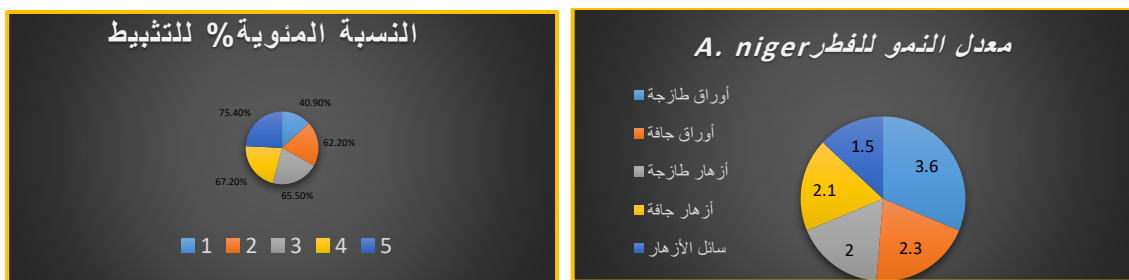 النسبة المئوية% للتثبيط
40.90%
62.20%
65.50%
67.20%
75.40%
1 2 3 4 5
معدل النمو للفطر A. niger
أوراق طازجة
أوراق جافة
أزهار طازجة
أزهار جافة
سائل الأزهار
3.6
2.3
2
2.1
1.5